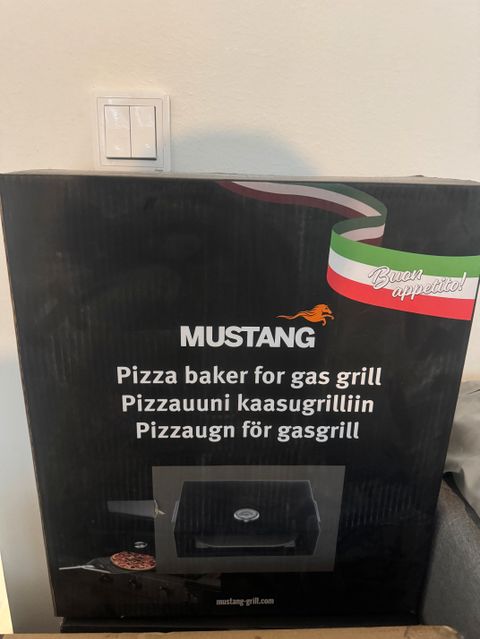 Buon
appetito!
MUSTANG
Pizza baker for gas grill
Pizzauuni kaasugrilliin
Pizzaugn för gasgrill
mustang-grill.com